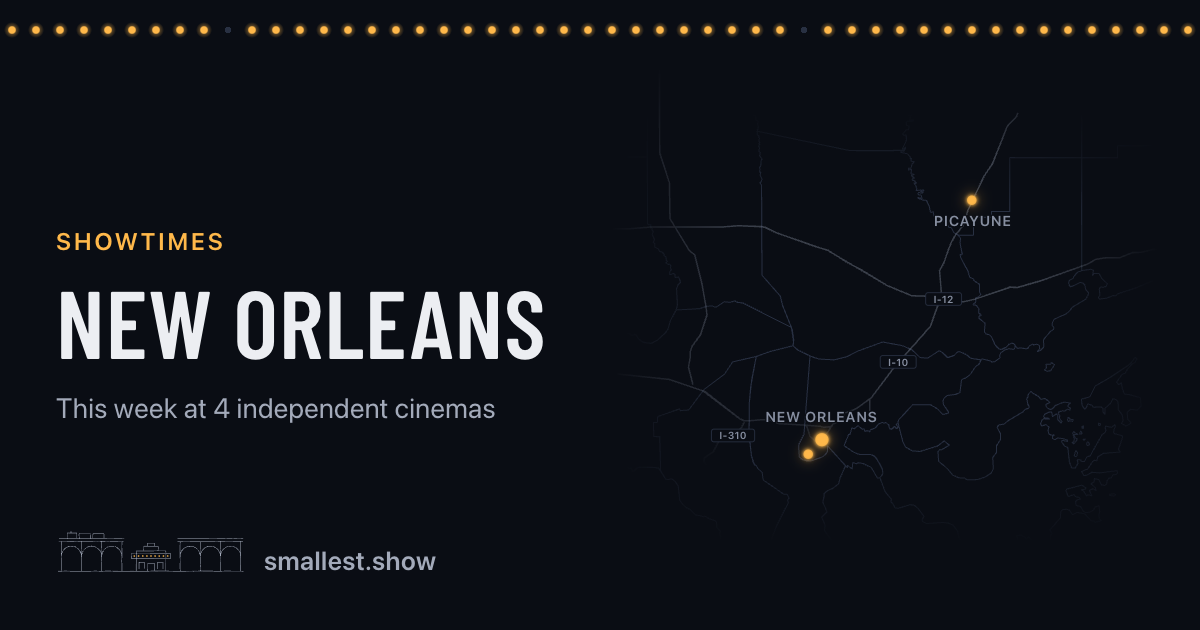 SHOWTIMES
NEW ORLEANS
This week at 4 independent cinemas
smallest.show
PICAYUNE
I-12
I-10
NEW ORLEANS
I-310